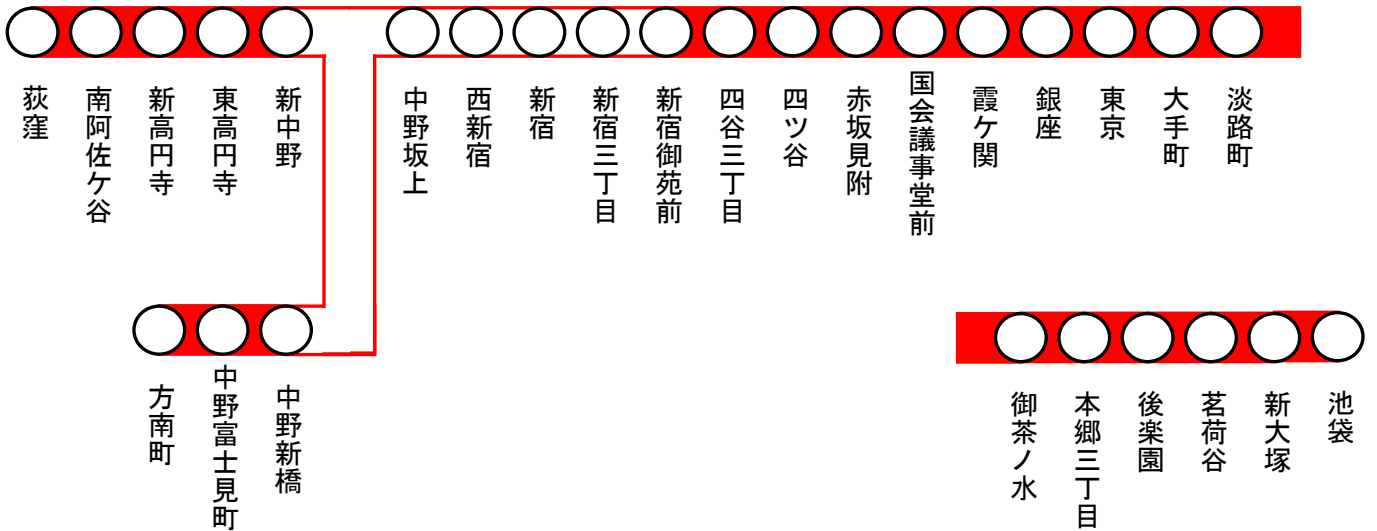 荻窪
南阿佐ケ谷
新高円寺
東高円寺
新中野
中野坂上
西新宿
新宿
新宿三丁目
新宿御苑前
四谷三丁目
四ツ谷
赤坂見附
国会議事堂前
霞ケ関
銀座
東京
大手町
淡路町
方南町
中野富士見町
中野新橋
御茶ノ水
本郷三丁目
後楽園
茗荷谷
新大塚
池袋